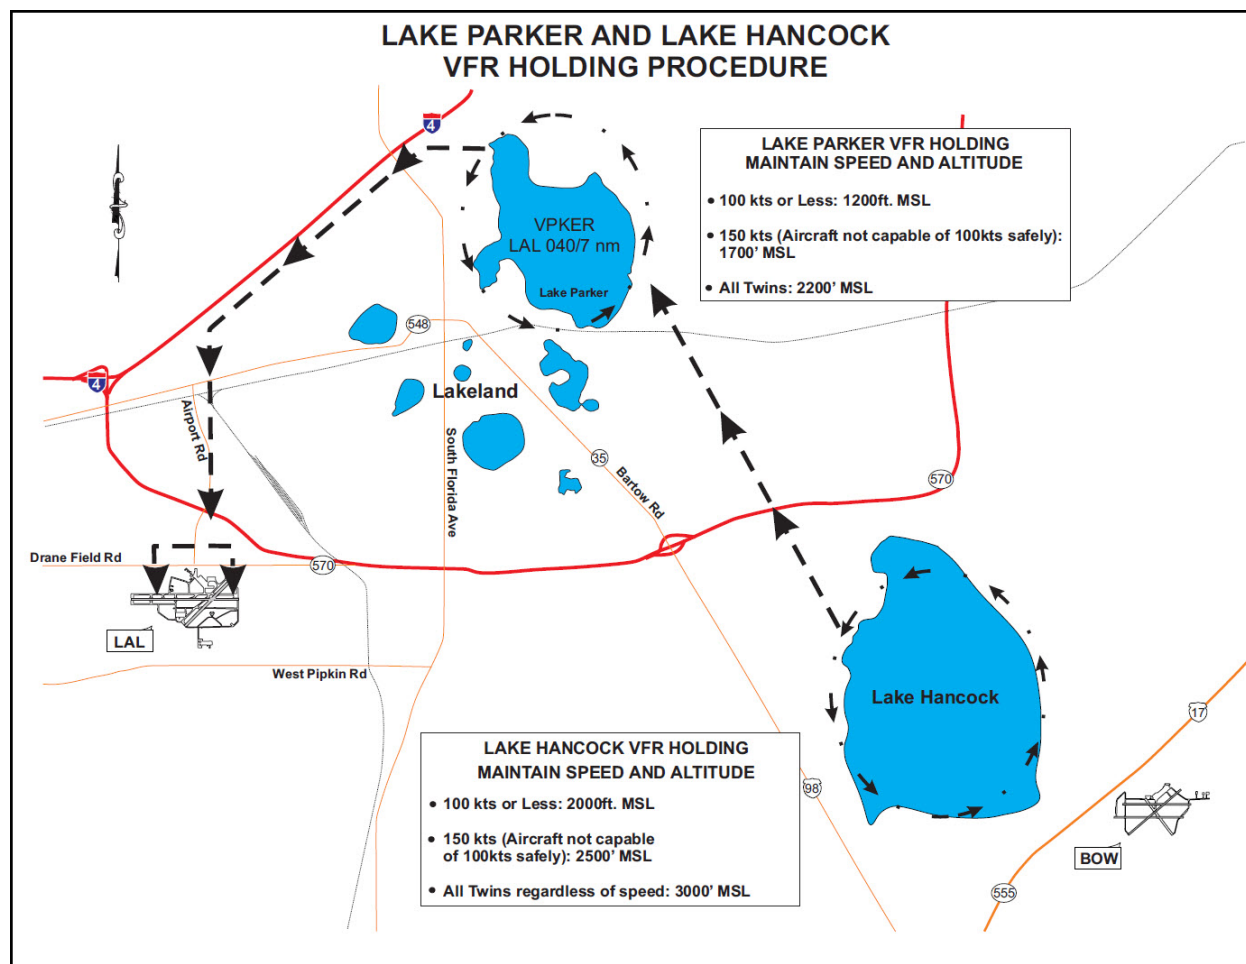 LAKE PARKER AND LAKE HANCOCK
VFR HOLDING PROCEDURE
4
LAKE PARKER VFR HOLDING
MAINTAIN SPEED AND ALTITUDE
• 100 kts or Less: 1200ft. MSL
• 150 kts (Aircraft not capable of 100kts safely):
1700' MSL
• All Twins: 2200' MSL
VPKER
LAL 040/7 nm
Lake Parker
548
4
Lakeland
Airport Rd
South Florida Ave
35
Bartow Rd
570
Drane Field Rd
570
LAL
West Pipkin Rd
Lake Hancock
17
LAKE HANCOCK VFR HOLDING
MAINTAIN SPEED AND ALTITUDE
• 100 kts or Less: 2000ft. MSL
• 150 kts (Aircraft not capable
of 100kts safely): 2500' MSL
• All Twins regardless of speed: 3000' MSL
98
BOW
555